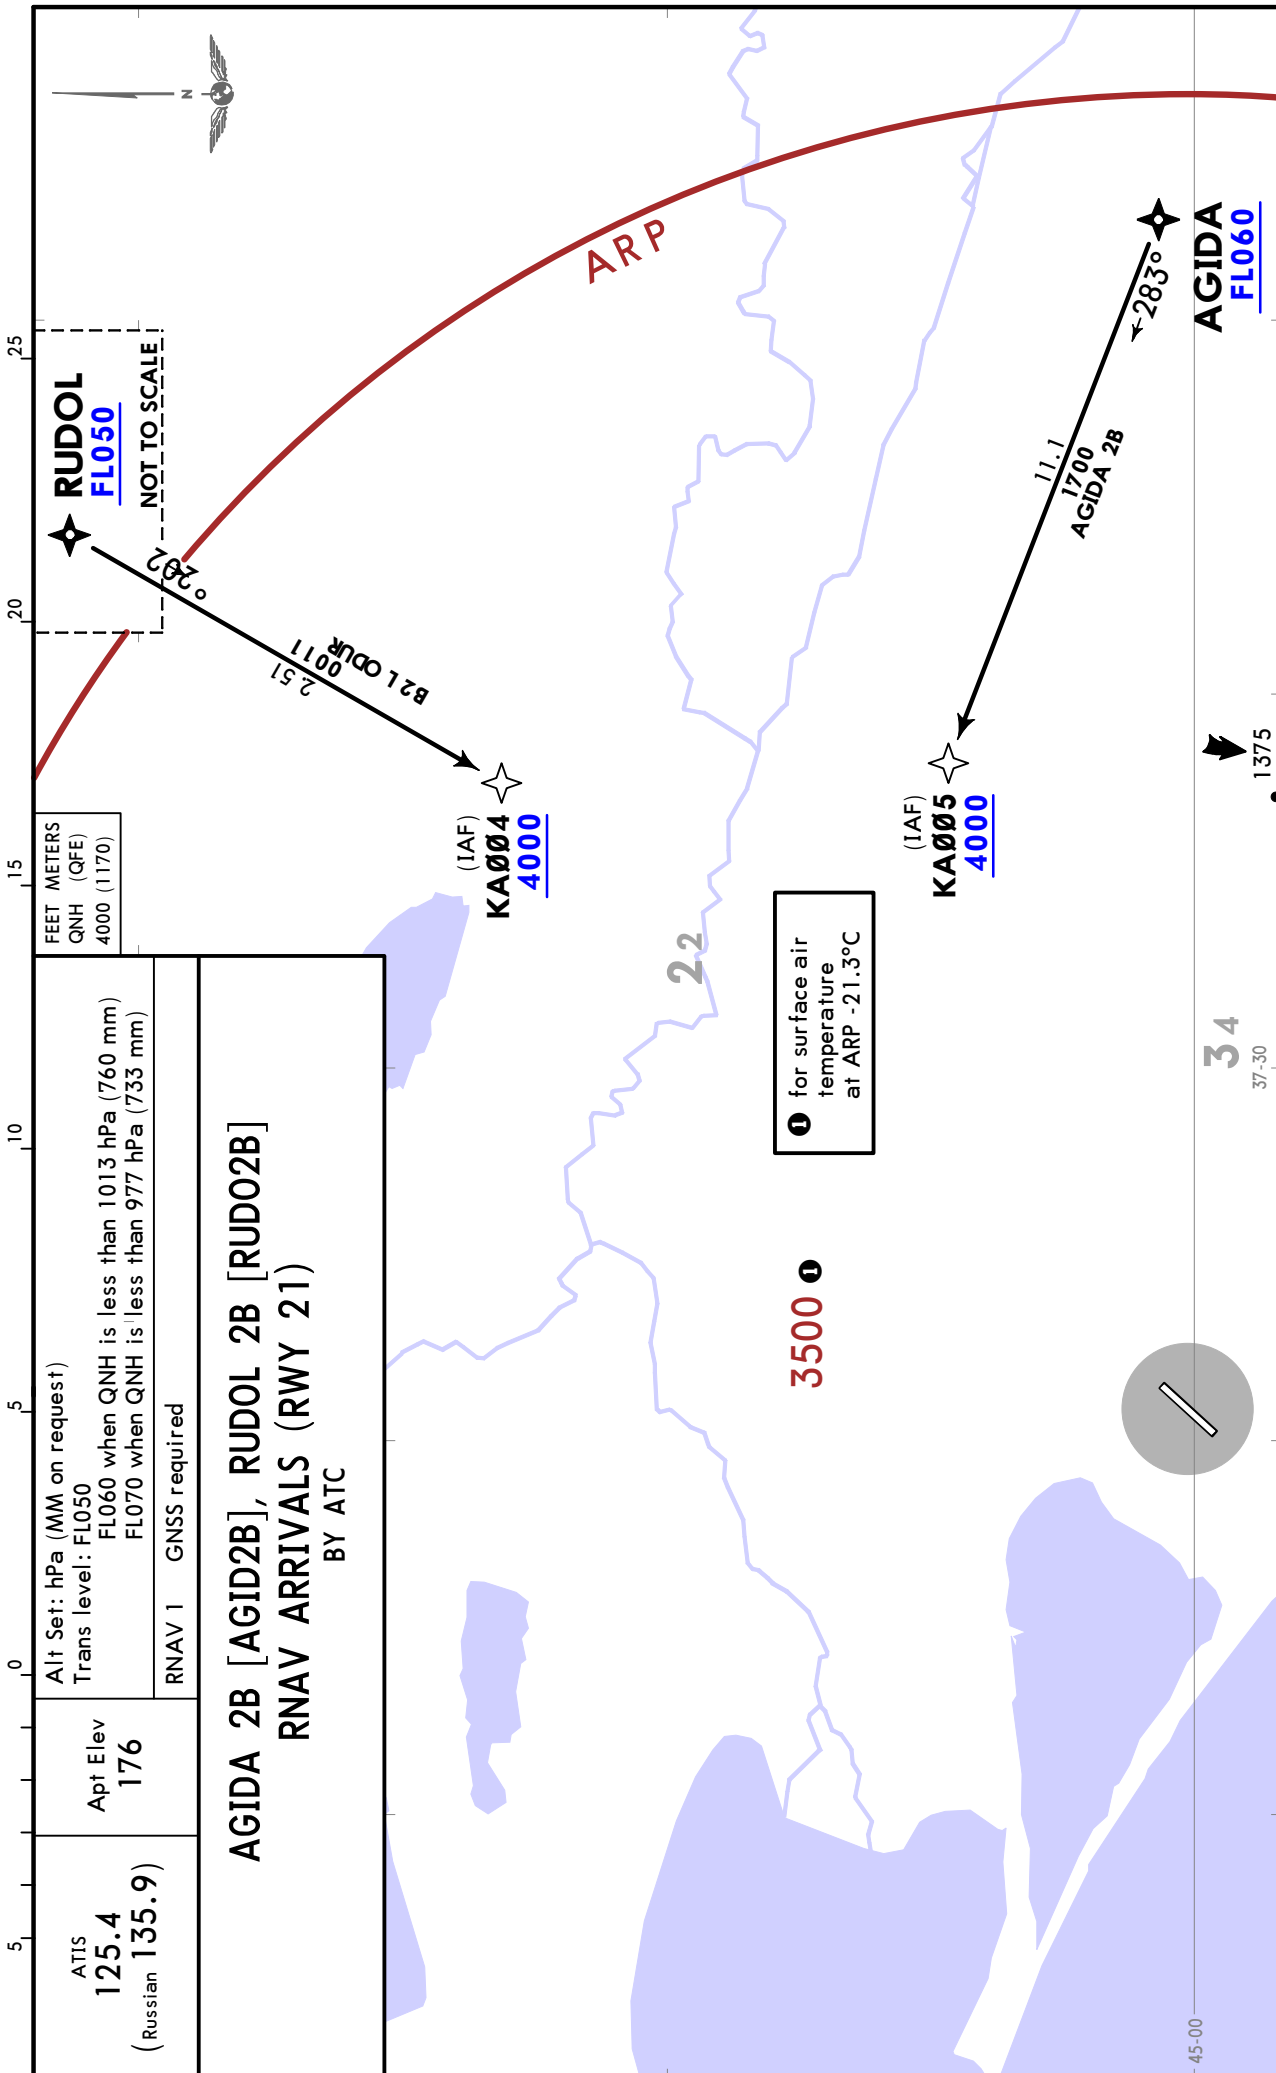 ATIS
125.4
(Russian 135.9)
Apt Elev
176
Alt Set: hPa (MM on request)
Trans level: FL050
FL060 when QNH is less than 1013 hPa (760 mm)
FL070 when QNH is less than 977 hPa (733 mm)
RNAV 1 GNSS required
FEET METERS
QNH (QFE)
4000 (1170)
AGIDA 2B [AGID2B], RUDOL 2B [RUDO2B]
RNAV ARRIVALS (RWY 21)
BY ATC
5
0
5
10
15
20
25
N
RUDOL
FL050
NOT TO SCALE
202°
15.2
1100
RUDOL 2B
ARP
(IAF)
KAØØ4
4000
22
1 for surface air
temperature
at ARP -21.3°C
3500 1
(IAF)
KAØØ5
4000
11.1
1700
AGIDA 2B
283°
AGIDA
FL060
1375
34
37-30
45-00